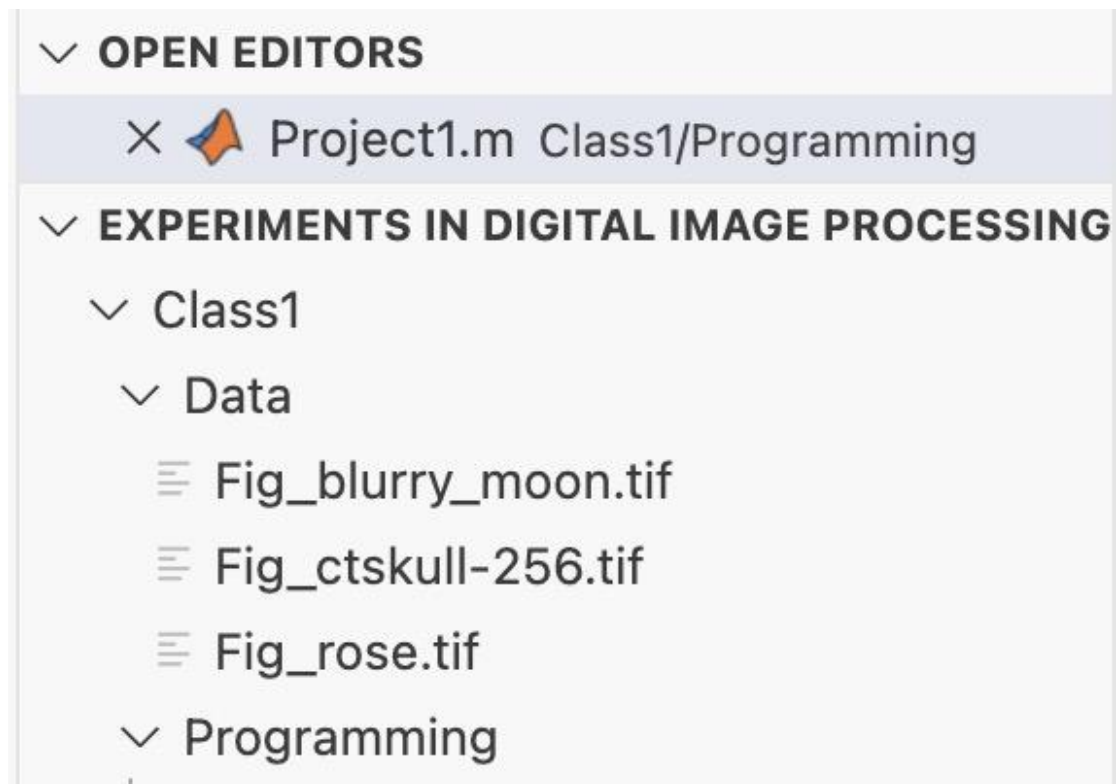 OPEN EDITORS
Project1.m Class1/Programming
EXPERIMENTS IN DIGITAL IMAGE PROCESSING
Class1
Data
Fig_blurry_moon.tif
Fig_ctskull-256.tif
Fig_rose.tif
Programming